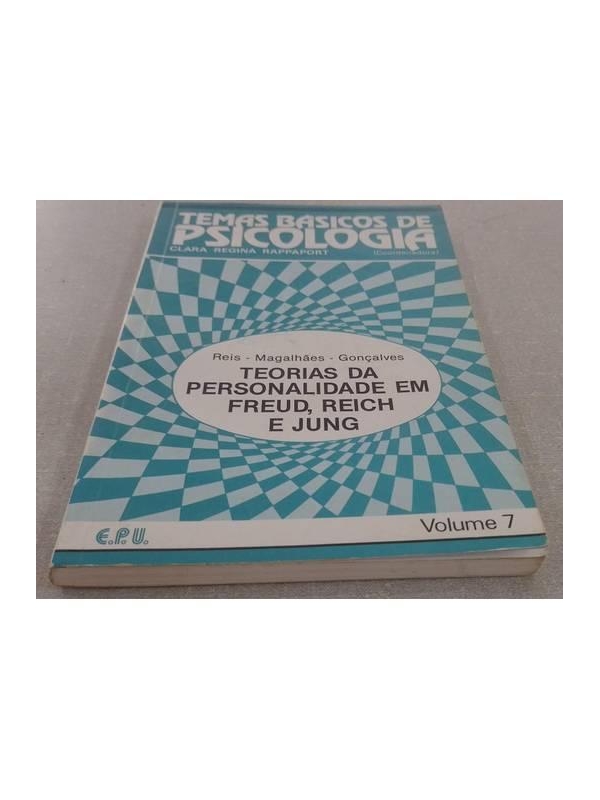 TEMAS BÁSICOS DE
PSICOLOGIA
CLARA REGINA RAPPAPORT (Coordenadora)
Reis - Magalhães - Gonçalves
TEORIAS DA
PERSONALIDADE EM
FREUD, REICH
E JUNG
E.P.U.
Volume 7